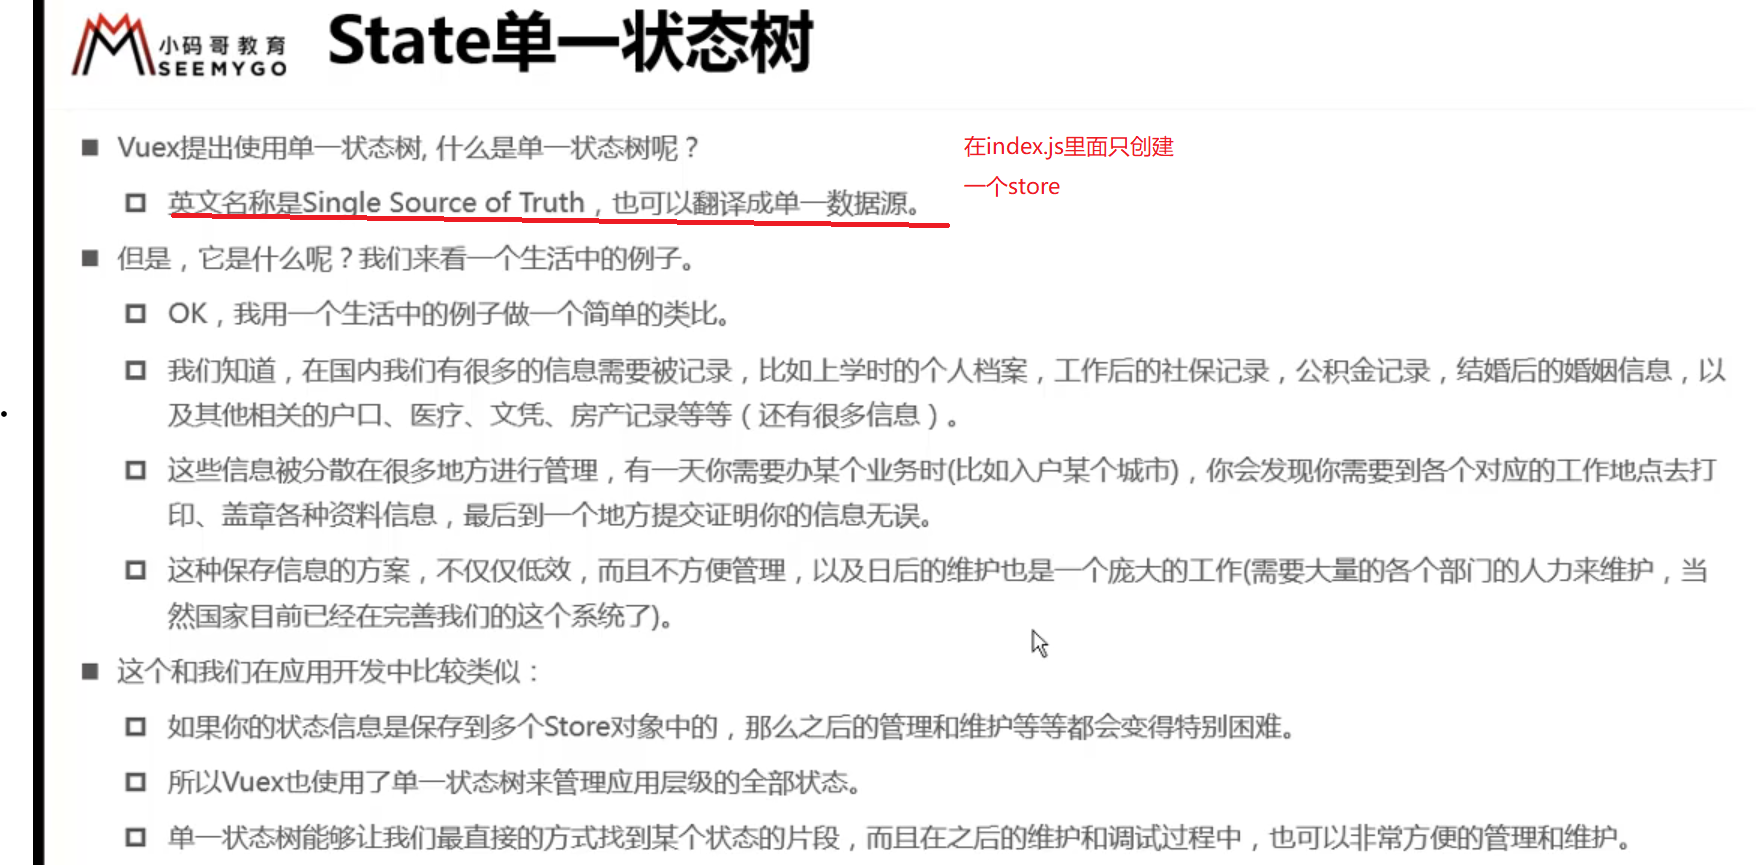 小码哥教育
SEEMYGO
State单一状态树
Vuex提出使用单一状态树, 什么是单一状态树呢？
在index.js里面只创建
一个store
英文名称是Single Source of Truth，也可以翻译成单一数据源。
但是，它是什么呢？我们来看一个生活中的例子。
OK，我用一个生活中的例子做一个简单的类比。
我们知道，在国内我们有很多的信息需要被记录，比如上学时的个人档案，工作后的社保记录，公积金记录，结婚后的婚姻信息，以
及其他相关的户口、医疗、文凭、房产记录等等（还有很多信息）。
这些信息被分散在很多地方进行管理，有一天你需要办某个业务时(比如入户某个城市)，你会发现你需要到各个对应的工作地点去打
印、盖章各种资料信息，最后到一个地方提交证明你的信息无误。
这种保存信息的方案，不仅仅低效，而且不方便管理，以及日后的维护也是一个庞大的工作(需要大量的各个部门的人力来维护，当
然国家目前已经在完善我们的这个系统了)。
这个和我们在应用开发中比较类似：
如果你的状态信息是保存到多个Store对象中的，那么之后的管理和维护等等都会变得特别困难。
所以Vuex也使用了单一状态树来管理应用层级的全部状态。
单一状态树能够让我们最直接的方式找到某个状态的片段，而且在之后的维护和调试过程中，也可以非常方便的管理和维护。